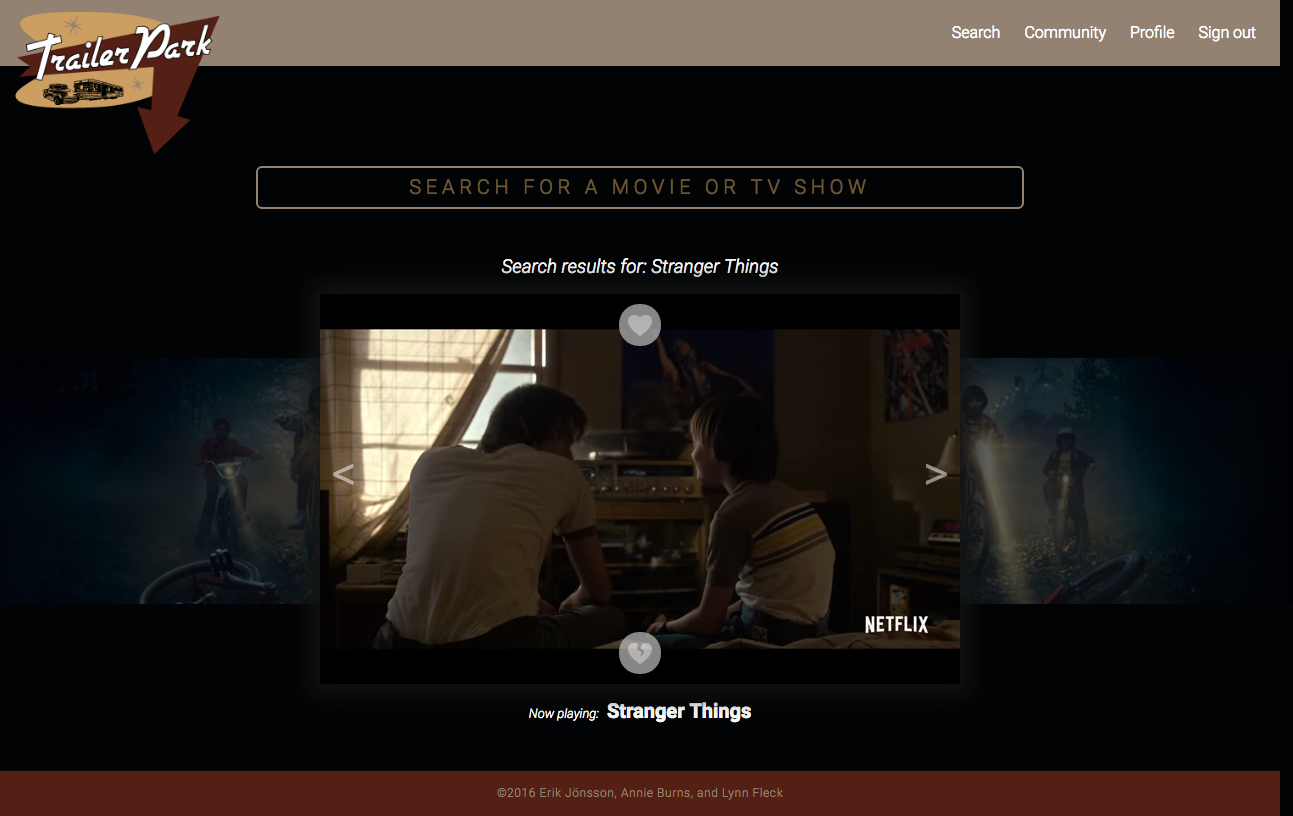 Trailer Park
Search Community Profile Sign out
SEARCH FOR A MOVIE OR TV SHOW
Search results for: Stranger Things
< >
NETFLIX
Now playing: Stranger Things
©2016 Erik Jönsson, Annie Burns, and Lynn Fleck